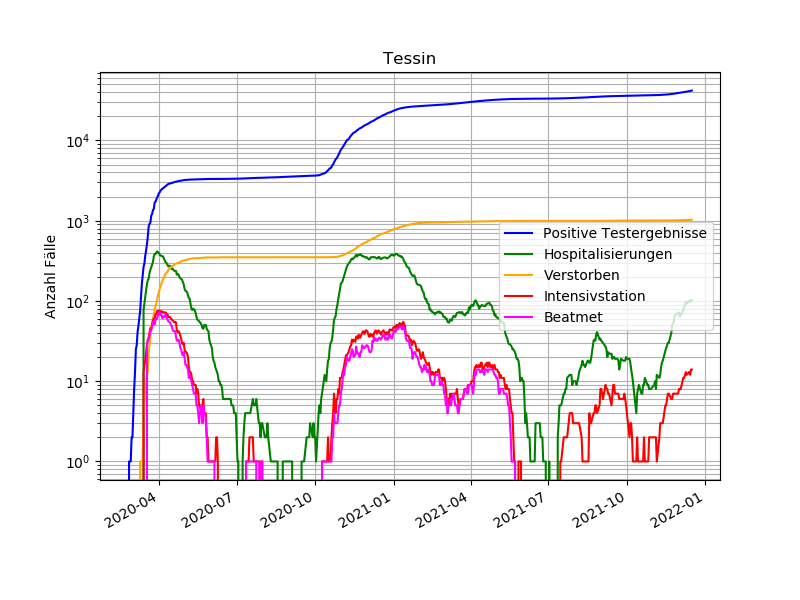 Tessin
Anzahl Fälle
10^4
10^3
10^2
10^1
10^0
Positive Testergebnisse
Hospitalisierungen
Verstorben
Intensivstation
Beatmet
2020-04
2020-07
2020-10
2021-01
2021-04
2021-07
2021-10
2022-01